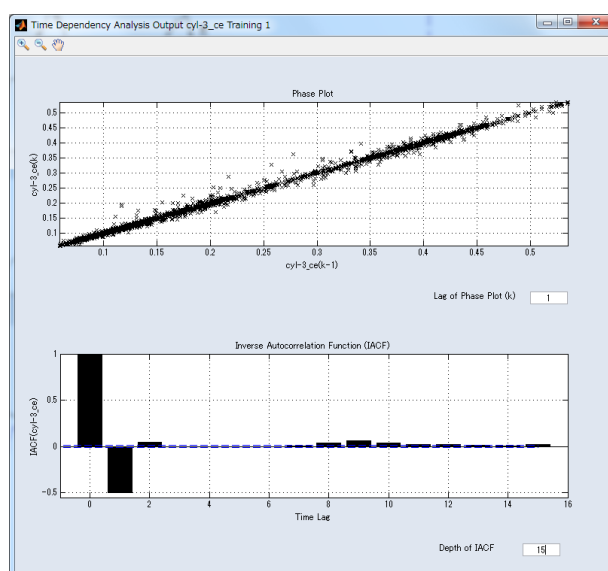 Time Dependency Analysis Output cyl-3_ce Training 1
Phase Plot
cyl-3_ce(k)
0.5
0.45
0.4
0.35
0.3
0.25
0.2
0.15
0.1
0.1 0.15 0.2 0.25 0.3 0.35 0.4 0.45 0.5
cyl-3_ce(k-1)
Lag of Phase Plot (k) 1
Inverse Autocorrelation Function (IACF)
IACF(cyl-3_ce)
1
0.5
0
-0.5
0 2 4 6 8 10 12 14 16
Time Lag
Depth of IACF 15